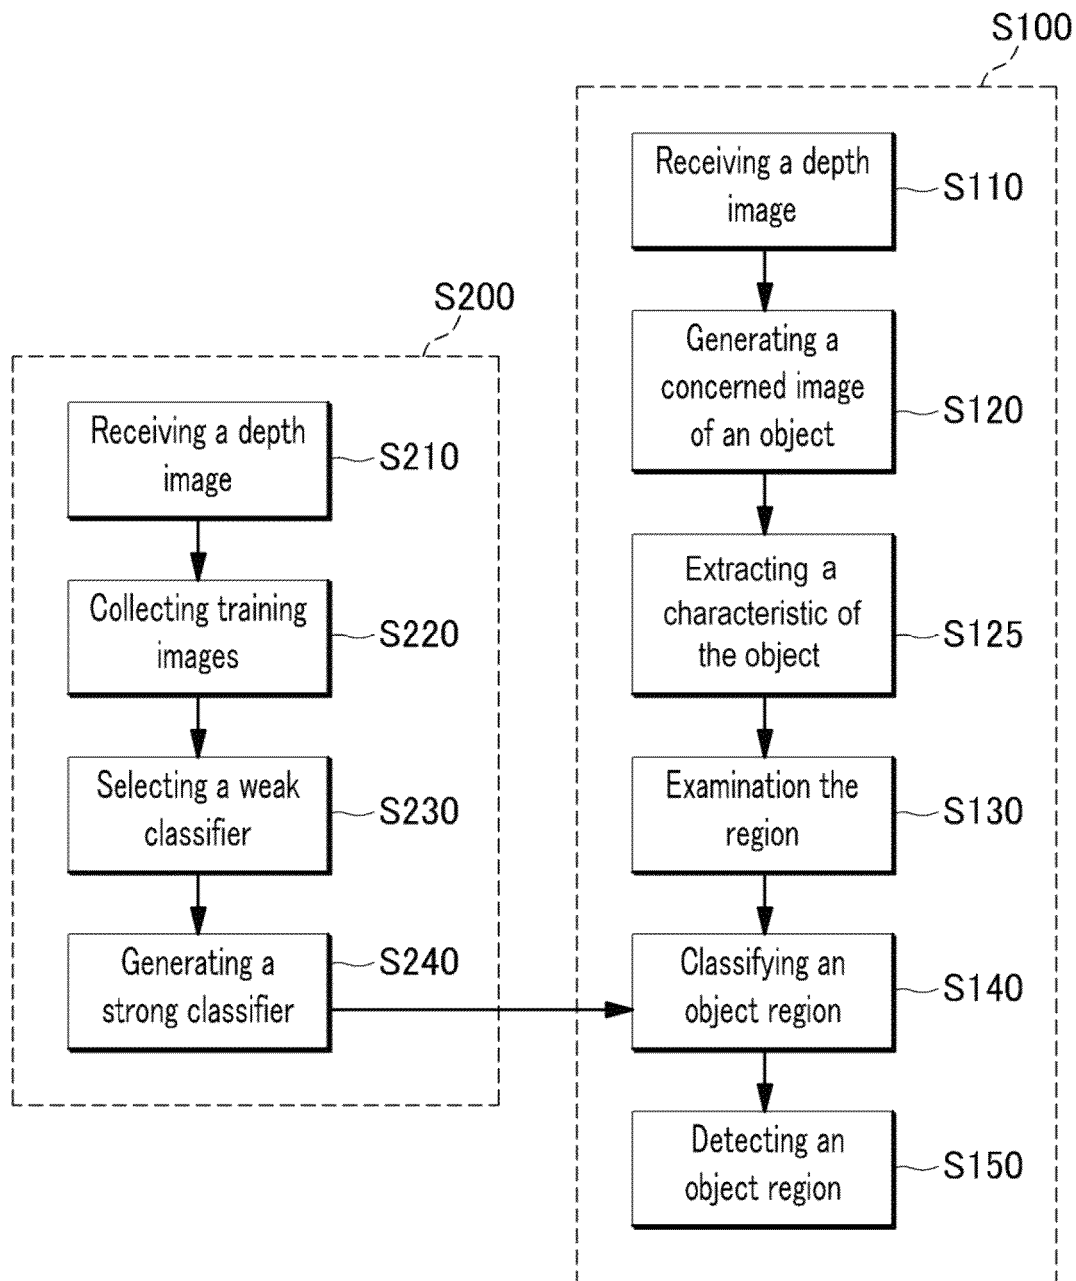 S100
Receiving a depth
image
S110
Generating a
concerned image
of an object
S120
Extracting a
characteristic of
the object
S125
Examination the
region
S130
Classifying an
object region
S140
Detecting an
object region
S150
S200
Receiving a depth
image
S210
Collecting training
images
S220
Selecting a weak
classifier
S230
Generating a
strong classifier
S240